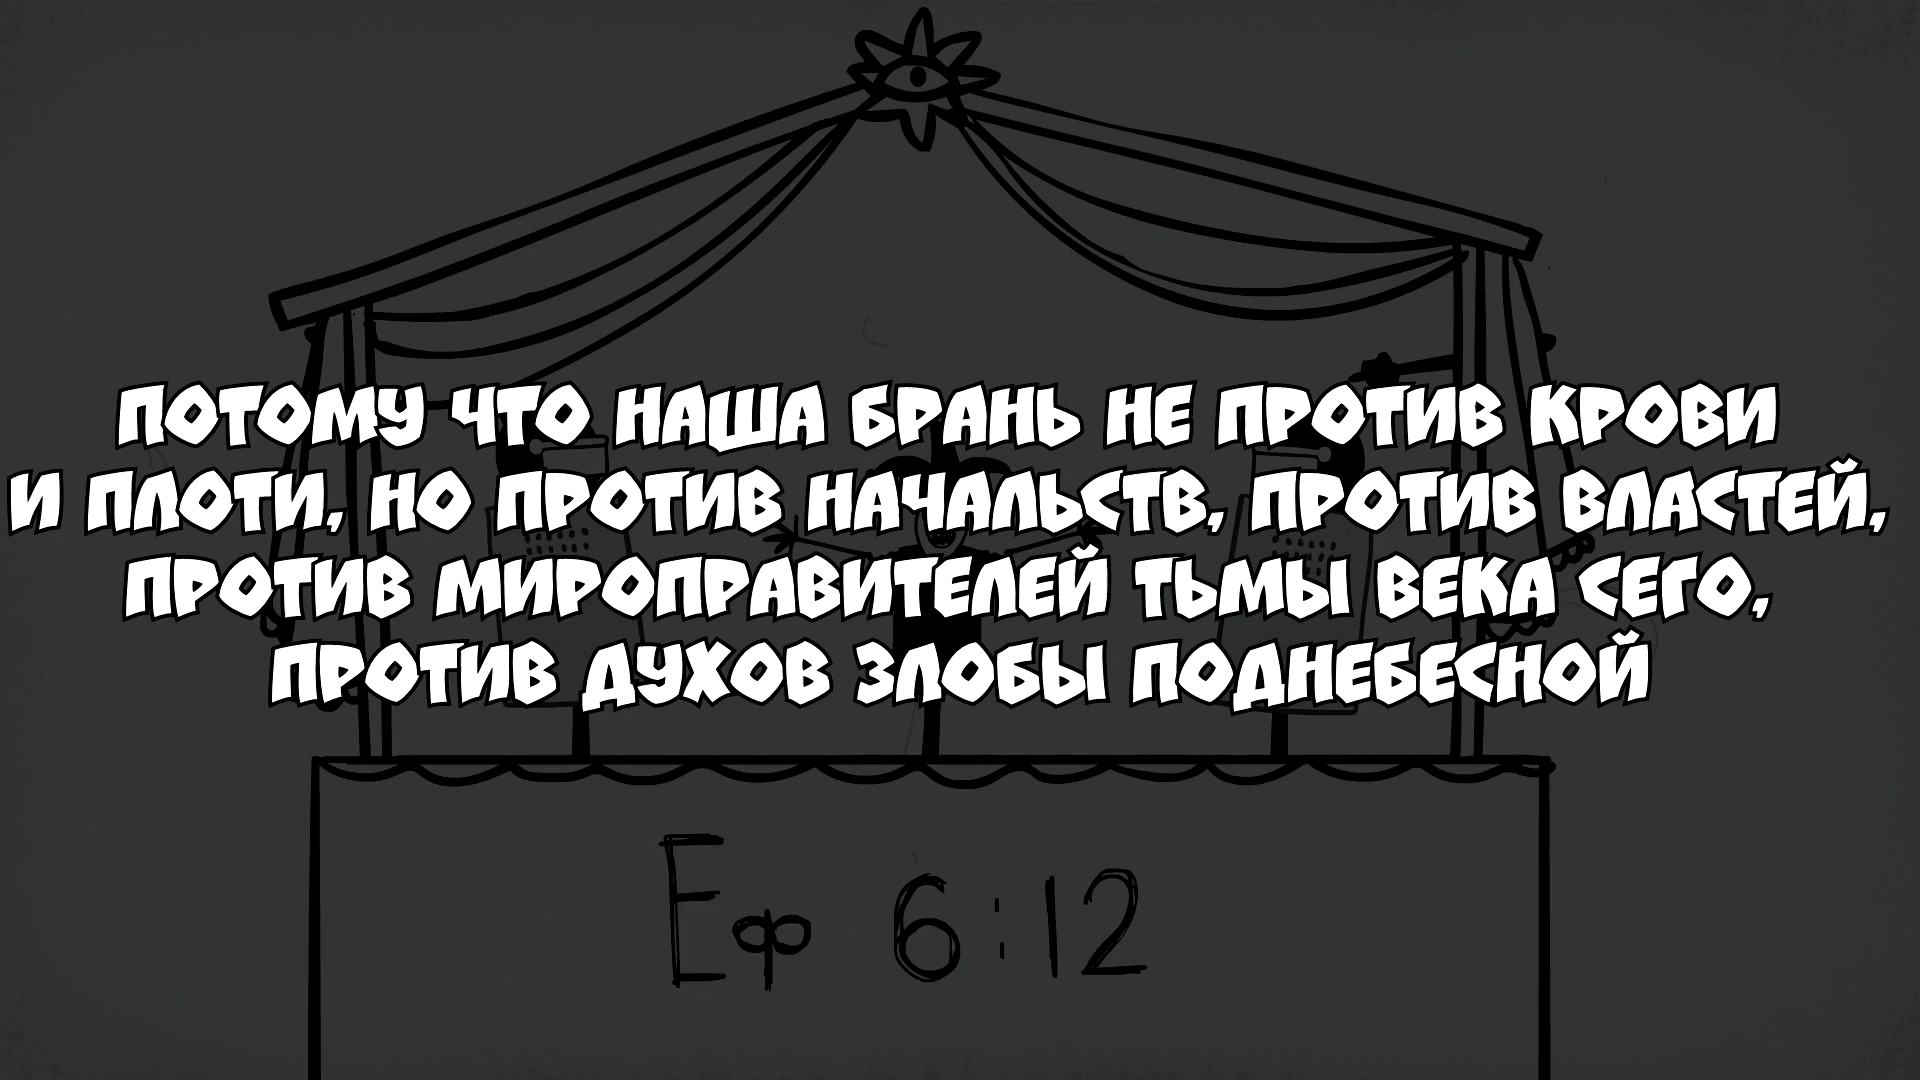 ПОТОМУ ЧТО НАША БРАНЬ НЕ ПРОТИВ КРОВИ
И ПЛОТИ, НО ПРОТИВ НАЧАЛЬСТВ, ПРОТИВ ВЛАСТЕЙ,
ПРОТИВ МИРОПРАВИТЕЛЕЙ ТЬМЫ ВЕКА СЕГО,
ПРОТИВ ДУХОВ ЗЛОБЫ ПОДНЕБЕСНОЙ
Еф 6:12